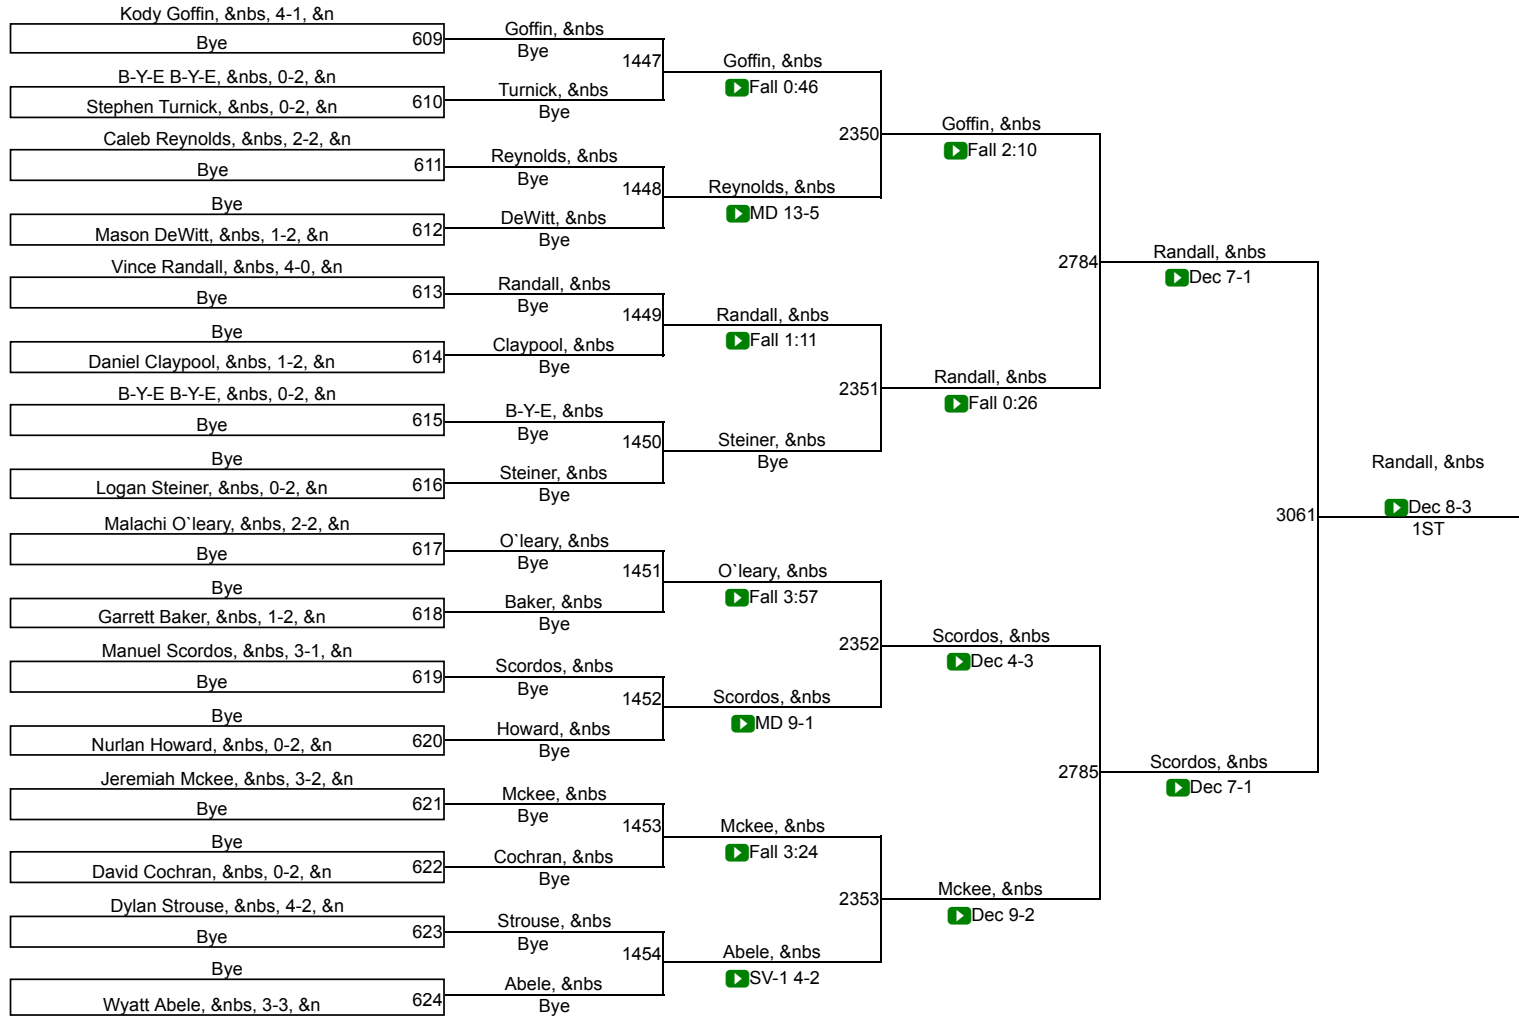 Kody Goffin, &nbs, 4-1, &n
Bye
609
B-Y-E B-Y-E, &nbs, 0-2, &n
Stephen Turnick, &nbs, 0-2, &n
610
Caleb Reynolds, &nbs, 2-2, &n
Bye
611
Bye
Mason DeWitt, &nbs, 1-2, &n
612
Vince Randall, &nbs, 4-0, &n
Bye
613
Bye
Daniel Claypool, &nbs, 1-2, &n
614
B-Y-E B-Y-E, &nbs, 0-2, &n
Bye
615
Bye
Logan Steiner, &nbs, 0-2, &n
616
Malachi O`leary, &nbs, 2-2, &n
Bye
617
Bye
Garrett Baker, &nbs, 1-2, &n
618
Manuel Scordos, &nbs, 3-1, &n
Bye
619
Bye
Nurlan Howard, &nbs, 0-2, &n
620
Jeremiah Mckee, &nbs, 3-2, &n
Bye
621
Bye
David Cochran, &nbs, 0-2, &n
622
Dylan Strouse, &nbs, 4-2, &n
Bye
623
Bye
Wyatt Abele, &nbs, 3-3, &n
624
Goffin, &nbs
Bye
1447
Turnick, &nbs
Bye
Reynolds, &nbs
Bye
1448
DeWitt, &nbs
Bye
Randall, &nbs
Bye
1449
Claypool, &nbs
Bye
B-Y-E, &nbs
Bye
1450
Steiner, &nbs
Bye
O`leary, &nbs
Bye
1451
Baker, &nbs
Bye
Scordos, &nbs
Bye
1452
Howard, &nbs
Bye
Mckee, &nbs
Bye
1453
Cochran, &nbs
Bye
Strouse, &nbs
Bye
1454
Abele, &nbs
Bye
Goffin, &nbs
Fall 0:46
2350
Reynolds, &nbs
MD 13-5
Randall, &nbs
Fall 1:11
2351
Steiner, &nbs
Bye
O`leary, &nbs
Fall 3:57
2352
Scordos, &nbs
MD 9-1
Mckee, &nbs
Fall 3:24
2353
Abele, &nbs
SV-1 4-2
Goffin, &nbs
Fall 2:10
2784
Randall, &nbs
Fall 0:26
Scordos, &nbs
Dec 4-3
2785
Mckee, &nbs
Dec 9-2
Randall, &nbs
Dec 7-1
3061
Scordos, &nbs
Dec 7-1
Randall, &nbs
Dec 8-3
1ST